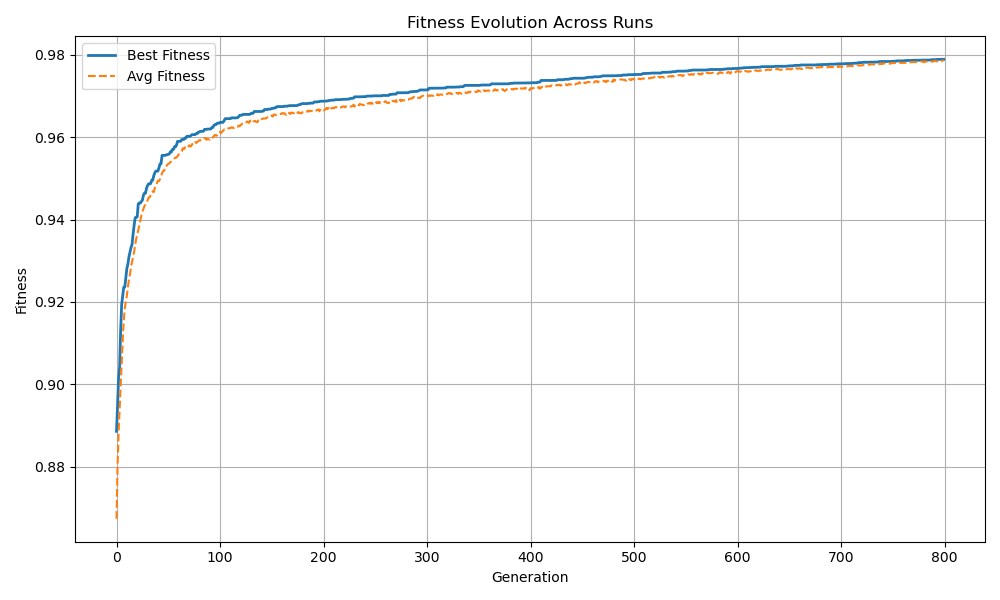 Fitness Evolution Across Runs
Best Fitness
Avg Fitness
Fitness
0.98
0.96
0.94
0.92
0.90
0.88
0 100 200 300 400 500 600 700 800
Generation